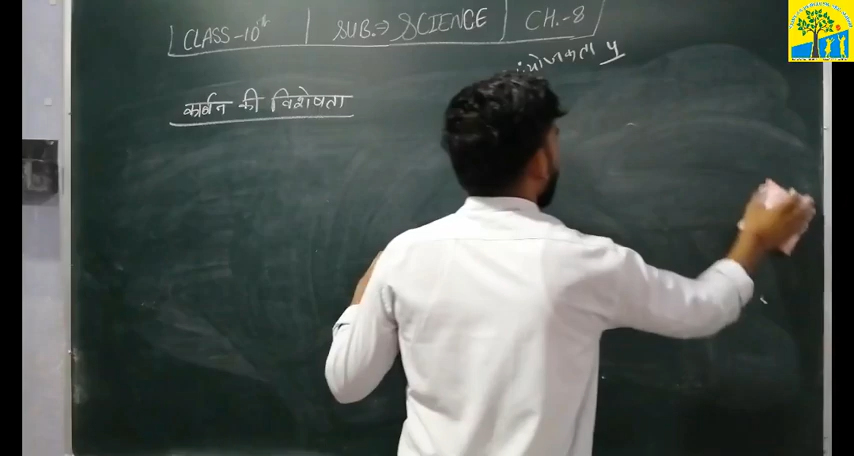 CLASS-10th | SUB.→ SCIENCE | CH.-8
कार्बन की विशेषता